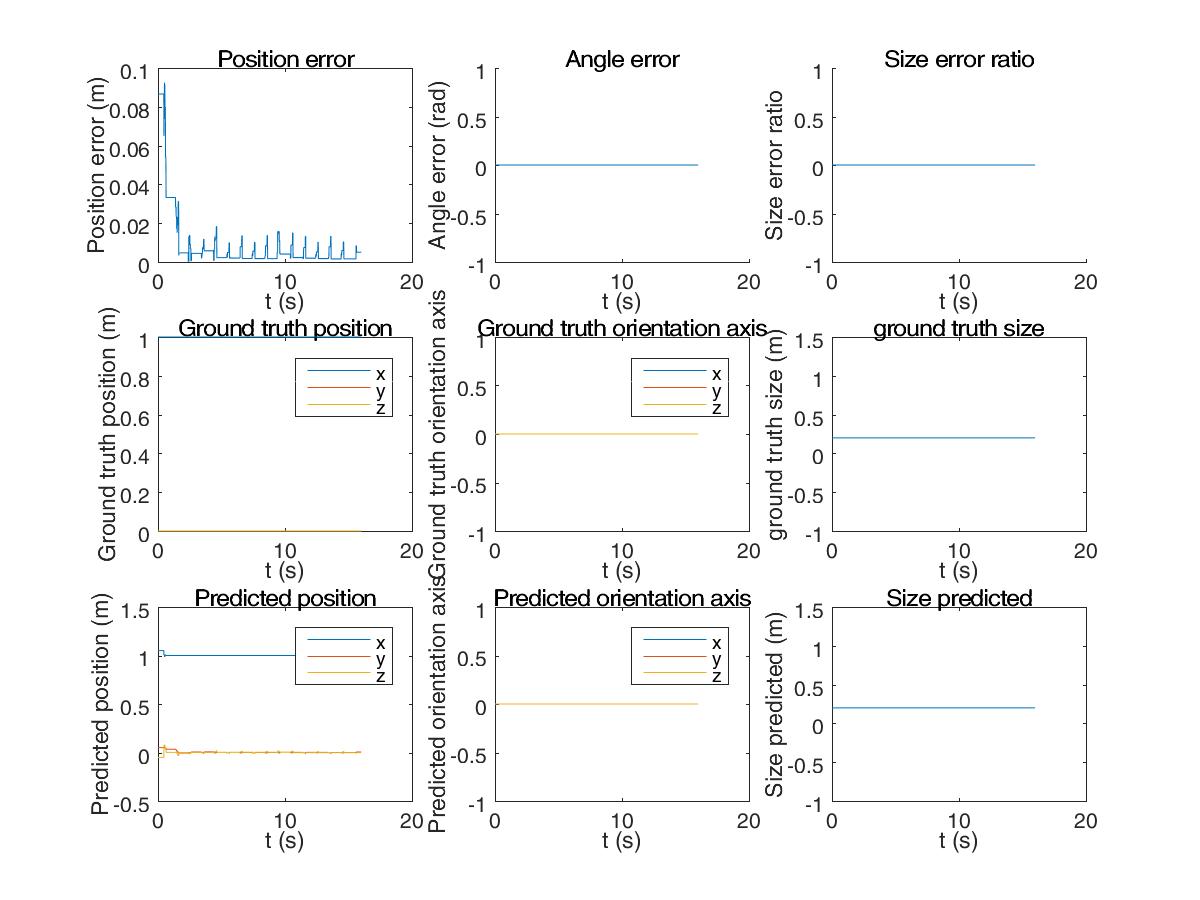 Position error
Position error (m)
0.1
0.08
0.06
0.04
0.02
0
0 10 20
t (s)
Angle error
Angle error (rad)
1
0.5
0
-0.5
-1
0 10 20
t (s)
Size error ratio
Size error ratio
1
0.5
0
-0.5
-1
0 10 20
t (s)
Ground truth position
Ground truth position (m)
1
0.8
0.6
0.4
0.2
0
x
y
z
0 10 20
t (s)
Ground truth orientation axis
Ground truth orientation axis
1
0.5
0
-0.5
-1
x
y
z
0 10 20
t (s)
ground truth size
ground truth size (m)
1.5
1
0.5
0
-0.5
-1
0 10 20
t (s)
Predicted position
Predicted position (m)
1.5
1
0.5
0
-0.5
x
y
z
0 10 20
t (s)
Predicted orientation axis
Predicted orientation axis
1
0.5
0
-0.5
-1
x
y
z
0 10 20
t (s)
Size predicted
Size predicted (m)
1.5
1
0.5
0
-0.5
-1
0 10 20
t (s)